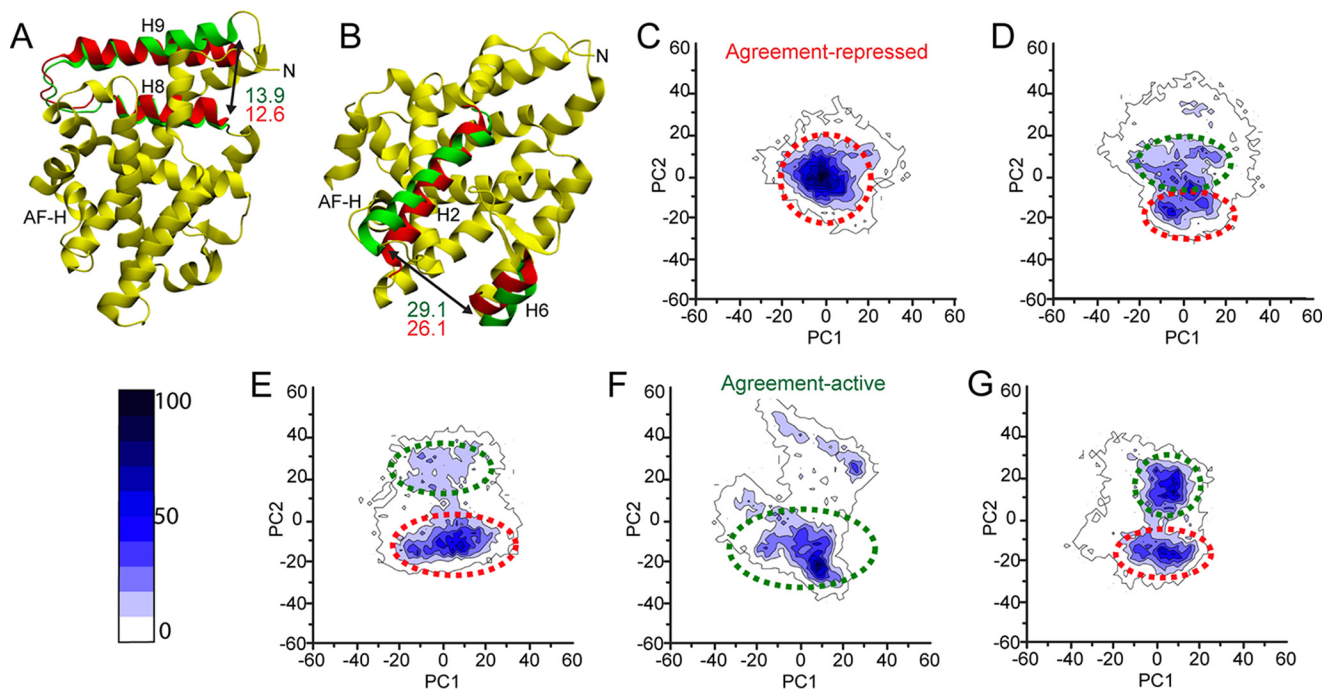 A
H9
N
H8
13.9
12.6
AF-H
B
N
AF-H
H2
29.1
26.1
H6
C
Agreement-repressed
60
40
20
0
-20
-40
-60
PC2
-60 -40 -20 0 20 40 60
PC1
D
60
40
20
0
-20
-40
-60
PC2
-60 -40 -20 0 20 40 60
PC1
100
50
0
E
60
40
20
0
-20
-40
-60
PC2
-60 -40 -20 0 20 40 60
PC1
F
Agreement-active
60
40
20
0
-20
-40
-60
PC2
-60 -40 -20 0 20 40 60
PC1
G
60
40
20
0
-20
-40
-60
PC2
-60 -40 -20 0 20 40 60
PC1